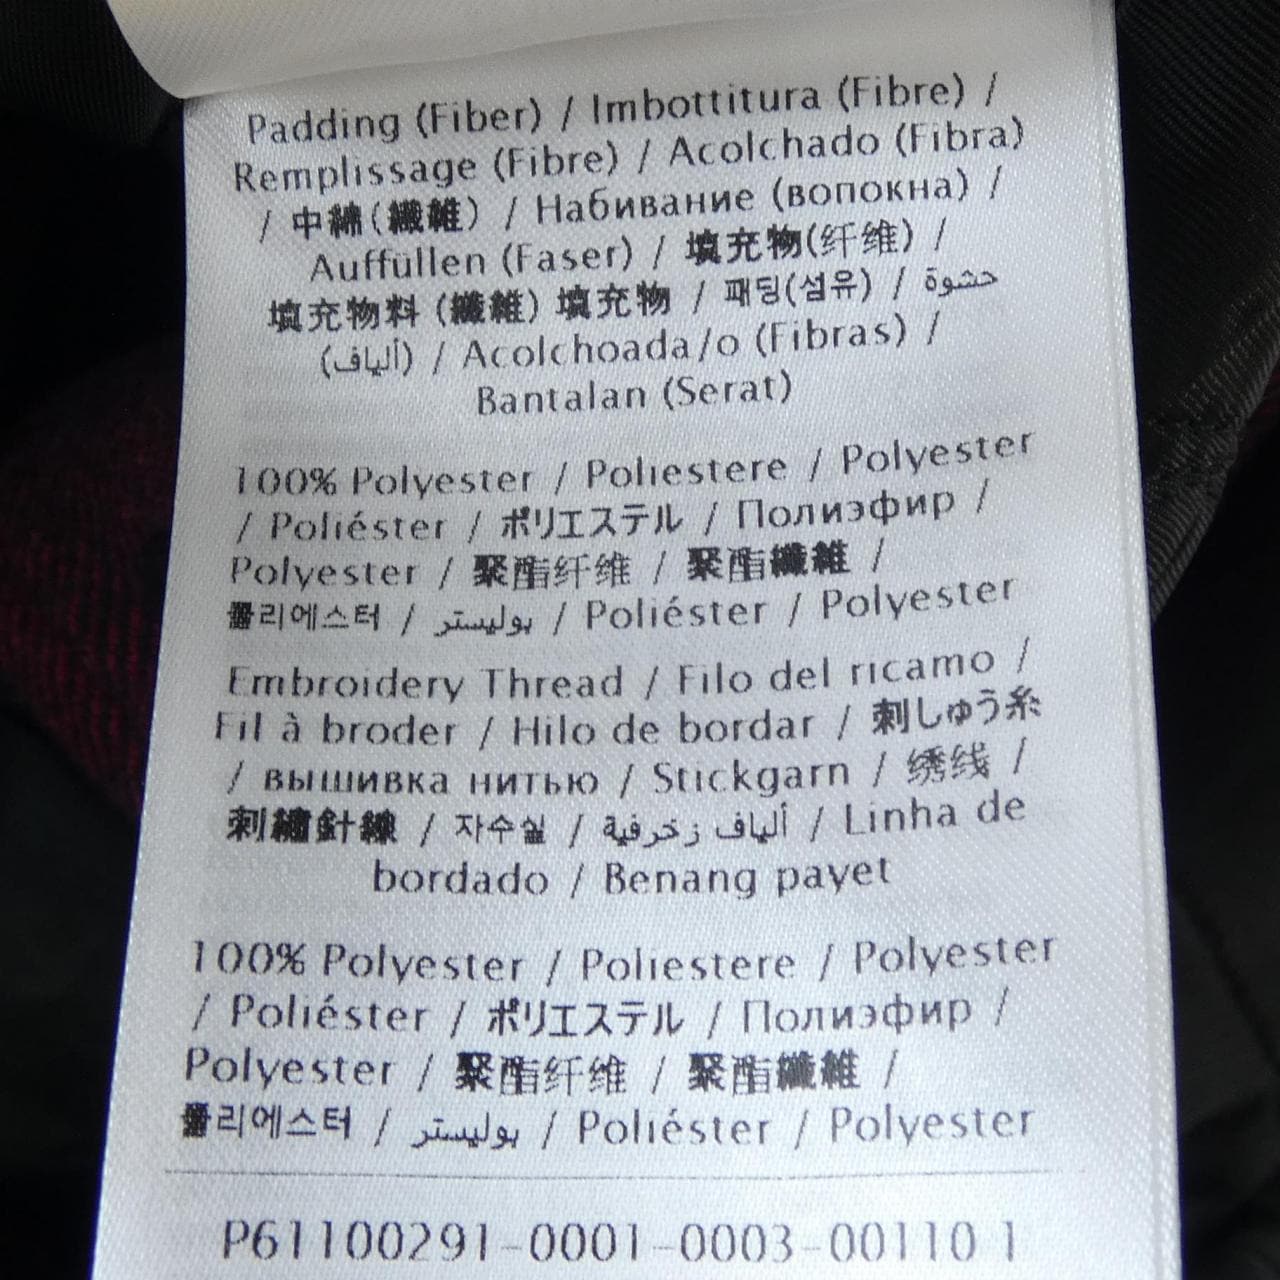 Padding (Fiber) / Imbottitura (Fibre) /
Remplissage (Fibre) / Acolchado (Fibra)
/ 中綿(繊維) / Набивание (вопокна) /
Auffüllen (Faser) / 填充物(纤维) /
填充物料 (纖維) 填充物 / 패딩(섬유) / حشوة
(ألياف) / Acolchoada/o (Fibras) /
Bantalan (Serat)
100% Polyester / Poliestere / Polyester
/ Poliéster / ポリエステル / Полиэфир /
Polyester / 聚酯纤维 / 聚酯纖維 /
폴리에스터 / بوليستر / Poliéster / Polyester
Embroidery Thread / Filo del ricamo /
Fil à broder / Hilo de bordar / 刺しゅう糸
/ вышивка нитью / Stickgarn / 绣线 /
刺繡針線 / 자수실 / ألياف زخرفية / Linha de
bordado / Benang payet
100% Polyester / Poliestere / Polyester
/ Poliéster / ポリエステル / Полиэфир /
Polyester / 聚酯纤维 / 聚酯纖維 /
폴리에스터 / بوليستر / Poliéster / Polyester
P61100291-0001-0003-00110 1